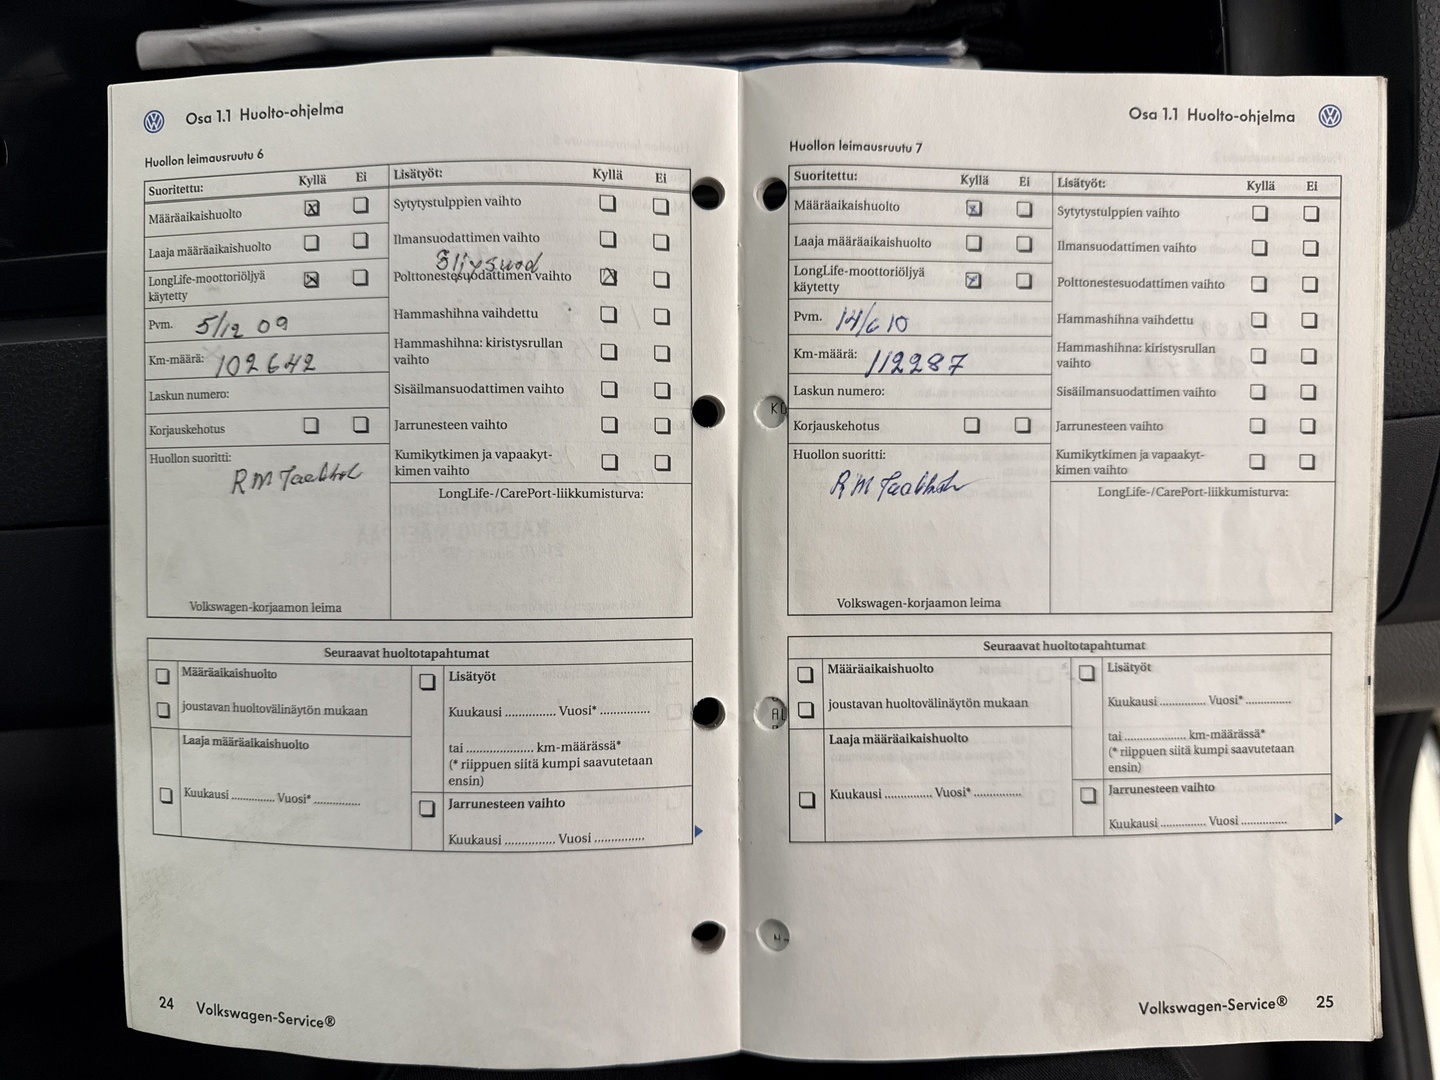 Osa 1.1 Huolto-ohjelma
Huollon leimausruutu 6
Suoritettu: Kyllä Ei
Määräaikaishuolto
Laaja määräaikaishuolto
LongLife-moottoriöljyä
käytetty
Pvm. 5/12 09
Km-määrä: 102642
Laskun numero:
Korjauskehotus
Huollon suoritti:
RM
Volkswagen-korjaamon leima
Lisätyöt: Kyllä Ei
Sytytystulppien vaihto
Ilmansuodattimen vaihto
Polttonestesuodattimen vaihto
Hammashihna vaihdettu
Hammashihna: kiristysrullan
vaihto
Sisäilmansuodattimen vaihto
Jarrunesteen vaihto
Kumikytkimen ja vapaakyt-
kimen vaihto
LongLife-/CarePort-liikkumisturva:
Seuraavat huoltotapahtumat
Määräaikaishuolto
joustavan huoltovälinäytön mukaan
Laaja määräaikaishuolto
Kuukausi .............. Vuosi* ...............
Lisätyöt
Kuukausi ................ Vuosi* ................
tai ..................... km-määrässä*
(* riippuen siitä kumpi saavutetaan
ensin)
Jarrunesteen vaihto
Kuukausi ................ Vuosi ................
24 Volkswagen-Service®
Osa 1.1 Huolto-ohjelma
Huollon leimausruutu 7
Suoritettu: Kyllä Ei
Määräaikaishuolto
Laaja määräaikaishuolto
LongLife-moottoriöljyä
käytetty
Pvm. 14/6 10
Km-määrä: 112287
Laskun numero:
Korjauskehotus
Huollon suoritti:
RM
Volkswagen-korjaamon leima
Lisätyöt: Kyllä Ei
Sytytystulppien vaihto
Ilmansuodattimen vaihto
Polttonestesuodattimen vaihto
Hammashihna vaihdettu
Hammashihna: kiristysrullan
vaihto
Sisäilmansuodattimen vaihto
Jarrunesteen vaihto
Kumikytkimen ja vapaakyt-
kimen vaihto
LongLife-/CarePort-liikkumisturva:
Seuraavat huoltotapahtumat
Määräaikaishuolto
joustavan huoltovälinäytön mukaan
Laaja määräaikaishuolto
Kuukausi ............... Vuosi* ...............
Lisätyöt
Kuukausi ............... Vuosi* ...............
tai .................... km-määrässä*
(* riippuen siitä kumpi saavutetaan
ensin)
Jarrunesteen vaihto
Kuukausi ............... Vuosi ...............
Volkswagen-Service® 25